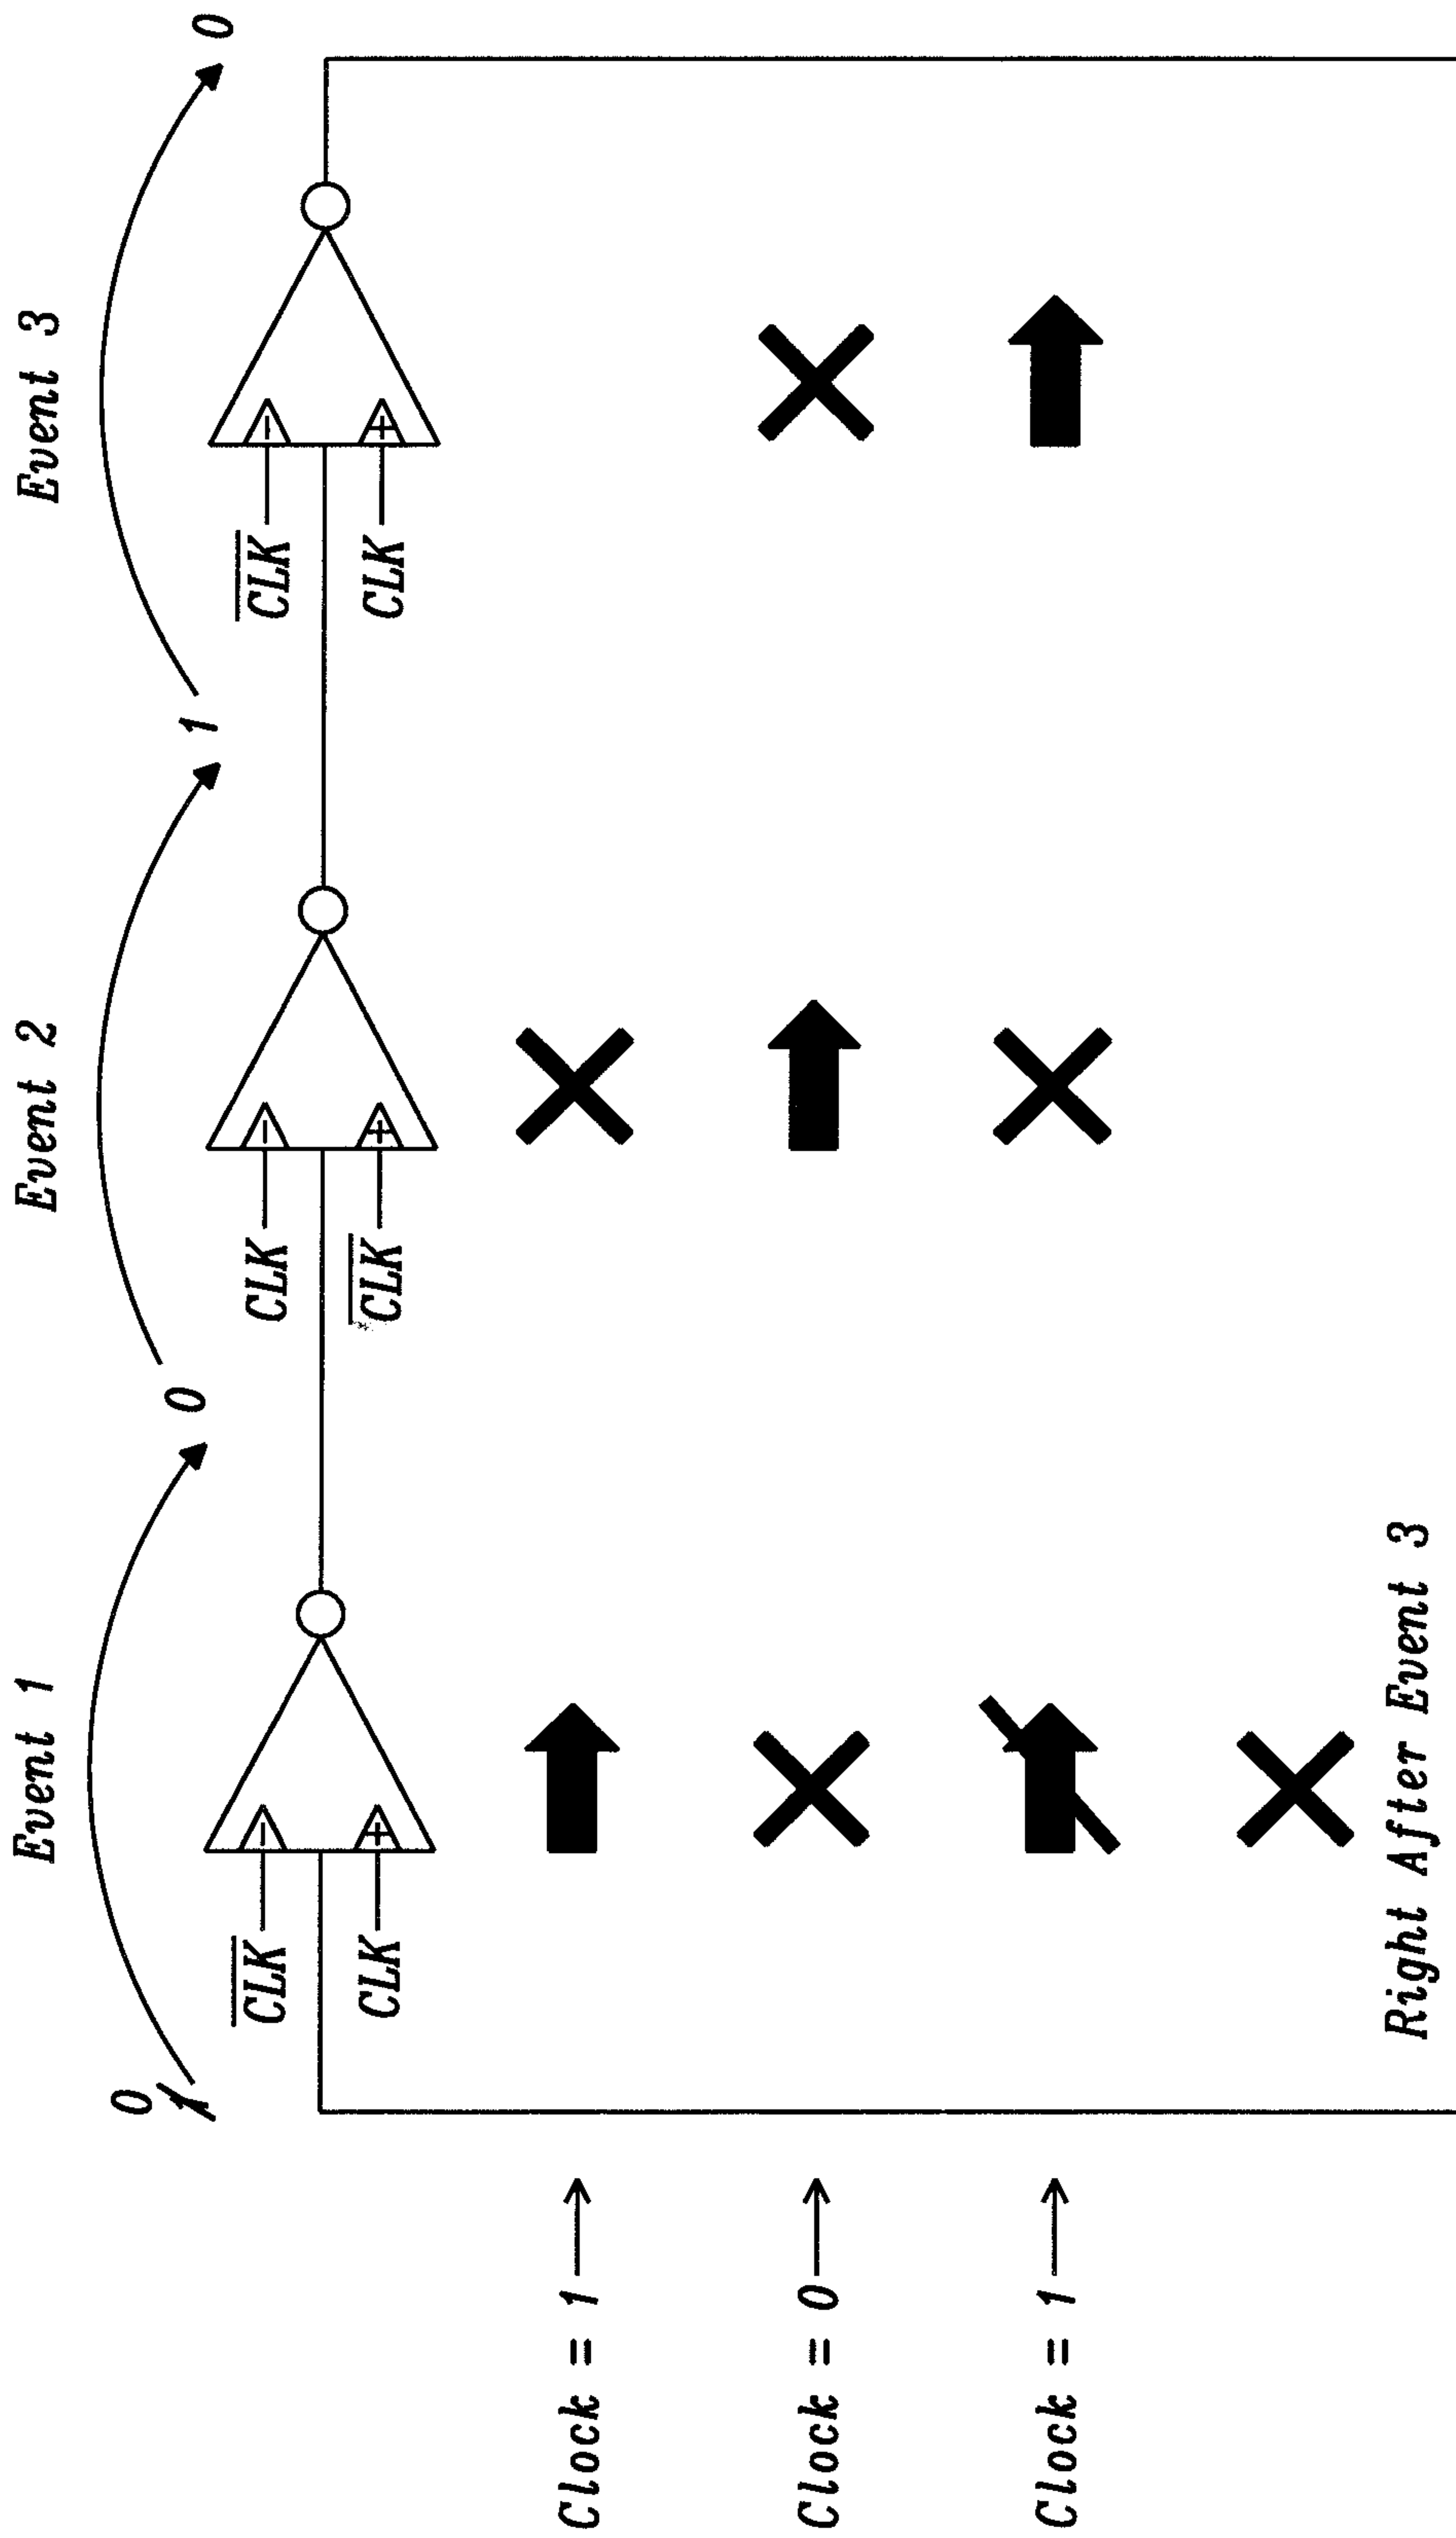 Event 1
Event 2
Event 3
0
1
0
1
0
CLK
CLK
CLK
CLK
CLK
CLK
+
+
+
Clock = 1
Clock = 0
Clock = 1
Right After Event 3